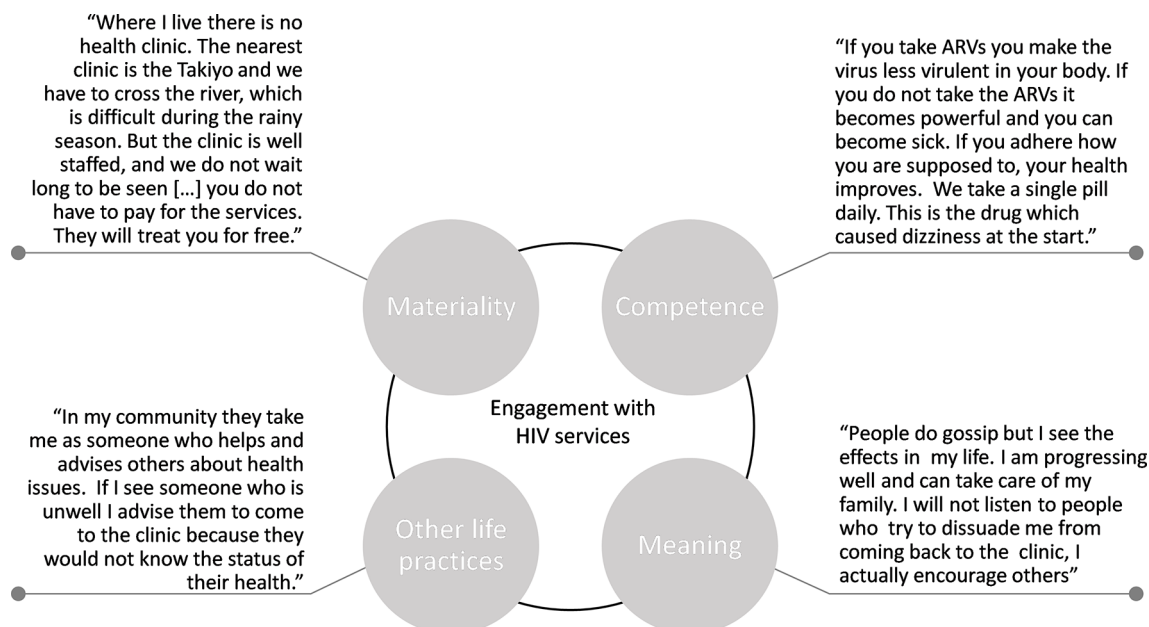 “Where I live there is no
health clinic. The nearest
clinic is the Takiyo and we
have to cross the river, which
is difficult during the rainy
season. But the clinic is well
staffed, and we do not wait
long to be seen [...] you do not
have to pay for the services.
They will treat you for free.”
“If you take ARVs you make the
virus less virulent in your body. If
you do not take the ARVs it
becomes powerful and you can
become sick. If you adhere how
you are supposed to, your health
improves.  We take a single pill
daily. This is the drug which
caused dizziness at the start.”
Materiality
Competence
Engagement with
HIV services
“In my community they take
me as someone who helps and
advises others about health
issues.  If I see someone who is
unwell I advise them to come
to the clinic because they
would not know the status of
their health.”
Other life
practices
Meaning
“People do gossip but I see the
effects in  my life. I am progressing
well and can take care of my
family. I will not listen to people
who  try to dissuade me from
coming back to the  clinic, I
actually encourage others”